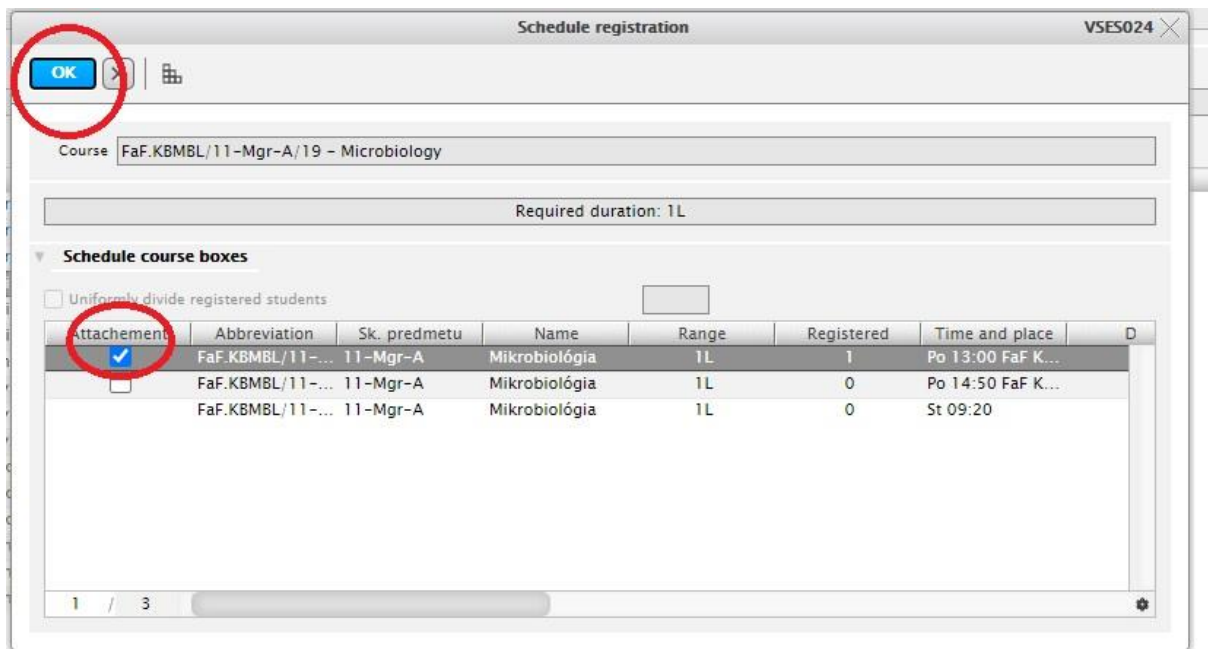 Schedule registration VSES024
OK
Course FaF.KBMBL/11-Mgr-A/19 - Microbiology
Required duration: 1L
Schedule course boxes
Uniformly divide registered students
Attachement Abbreviation Sk. predmetu Name Range Registered Time and place D
FaF.KBMBL/11-... 11-Mgr-A Mikrobiológia 1L 1 Po 13:00 FaF K...
FaF.KBMBL/11-... 11-Mgr-A Mikrobiológia 1L 0 Po 14:50 FaF K...
FaF.KBMBL/11-... 11-Mgr-A Mikrobiológia 1L 0 St 09:20
1 / 3